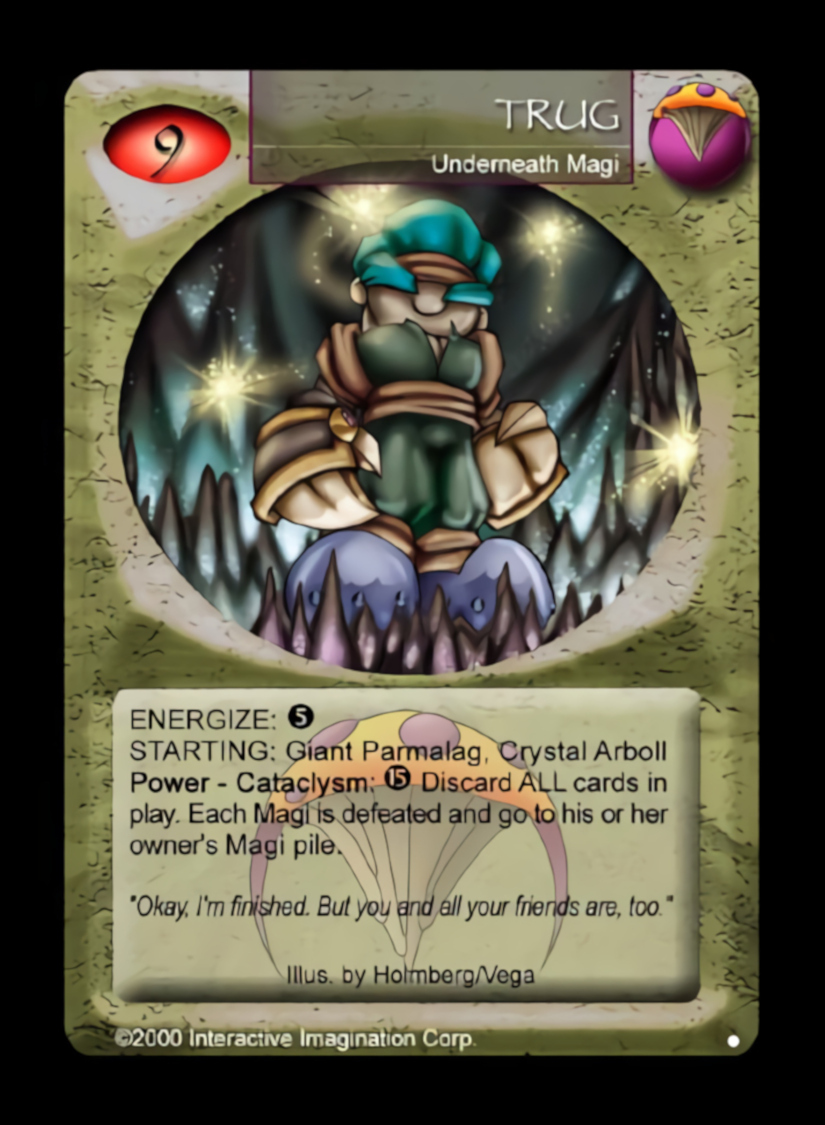 9
TRUG
Underneath Magi
ENERGIZE: 5
STARTING: Giant Parmalag, Crystal Arboll
Power - Cataclysm: 15 Discard ALL cards in
play. Each Magi is defeated and go to his or her
owner's Magi pile.
"Okay, I'm finished. But you and all your friends are, too."
Illus. by Holmberg/Vega
©2000 Interactive Imagination Corp.